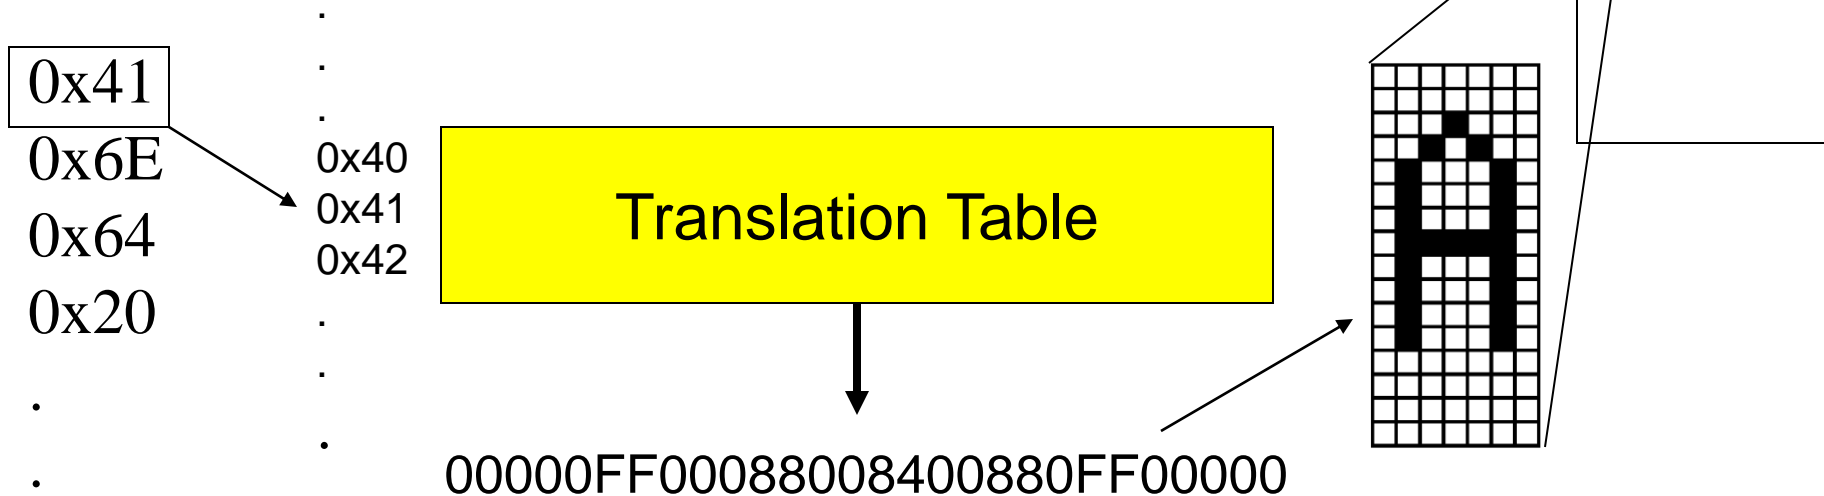 0x41
0x6E
0x64
0x20
.
.
.
.
.
0x40
0x41
0x42
.
.
.
Translation Table
00000FF00088008400880FF00000